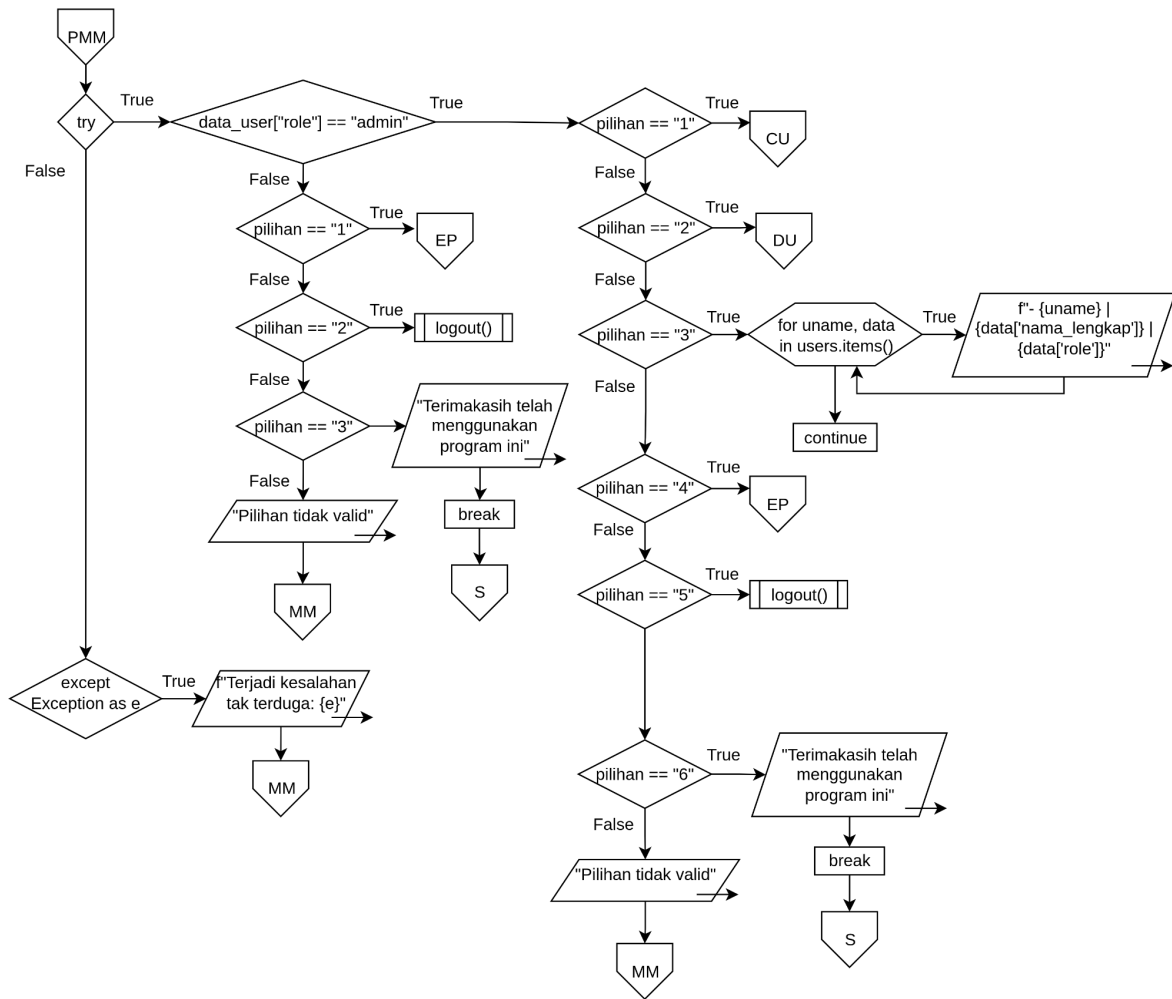 PMM
try
True
data_user["role"] == "admin"
True
pilihan == "1"
True
CU
False
False
False
pilihan == "1"
True
EP
pilihan == "2"
True
DU
False
False
pilihan == "2"
True
logout()
pilihan == "3"
True
for uname, data
in users.items()
True
f"- {uname} |
{data['nama_lengkap']} |
{data['role']}"
False
False
pilihan == "3"
"Terimakasih telah
menggunakan
program ini"
continue
False
pilihan == "4"
True
EP
"Pilihan tidak valid"
break
False
MM
S
pilihan == "5"
True
logout()
except
Exception as e
True
f"Terjadi kesalahan
tak terduga: {e}"
MM
pilihan == "6"
True
"Terimakasih telah
menggunakan
program ini"
False
"Pilihan tidak valid"
break
MM
S